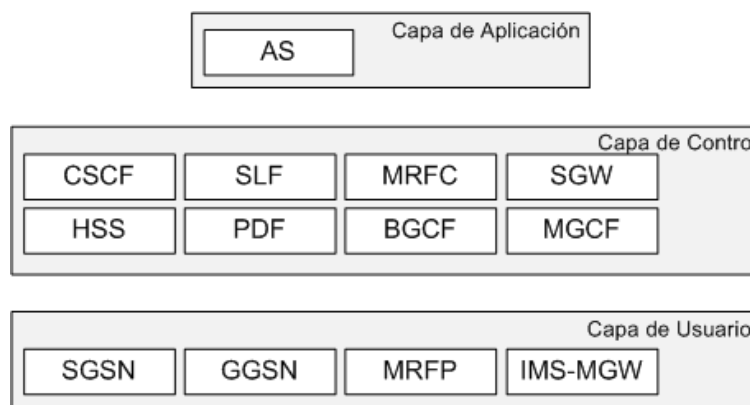 Capa de Aplicación
AS
Capa de Contro
CSCF SLF MRFC SGW
HSS PDF BGCF MGCF
Capa de Usuario
SGSN GGSN MRFP IMS-MGW